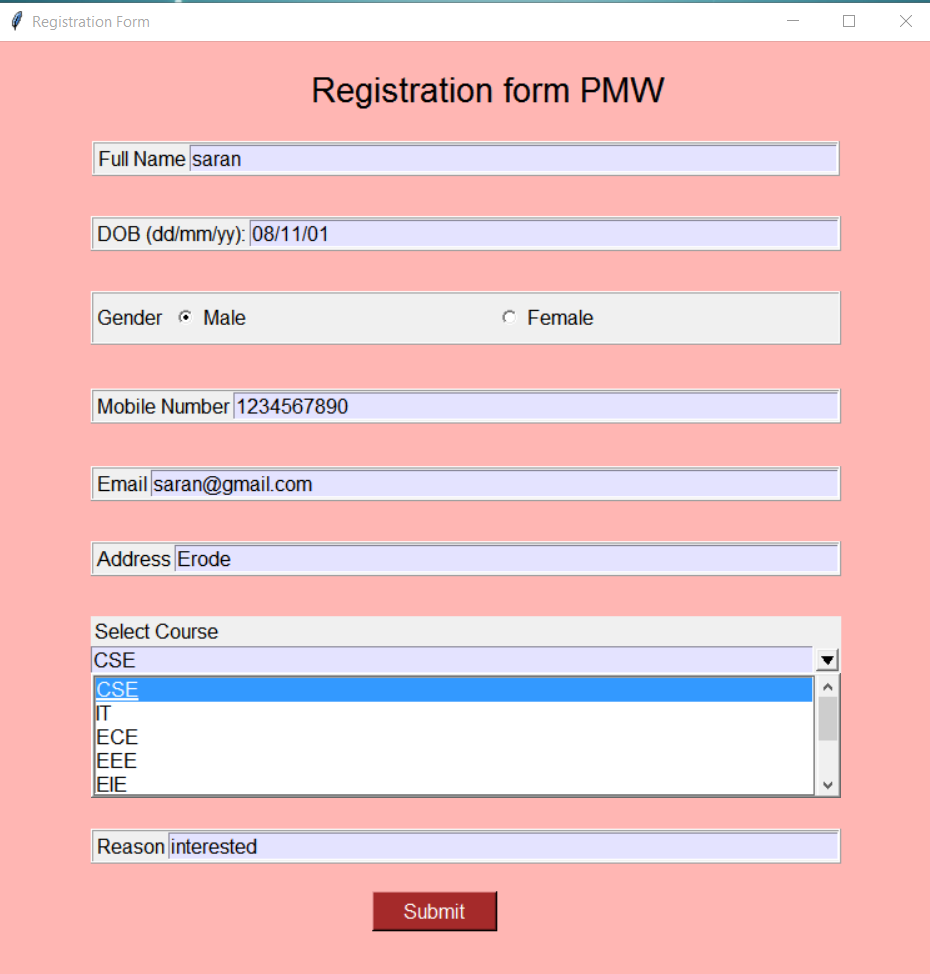 Registration Form
Registration form PMW
Full Name saran
DOB (dd/mm/yy): 08/11/01
Gender Male Female
Mobile Number 1234567890
Email saran@gmail.com
Address Erode
Select Course
CSE
CSE
IT
ECE
EEE
EIE
Reason interested
Submit